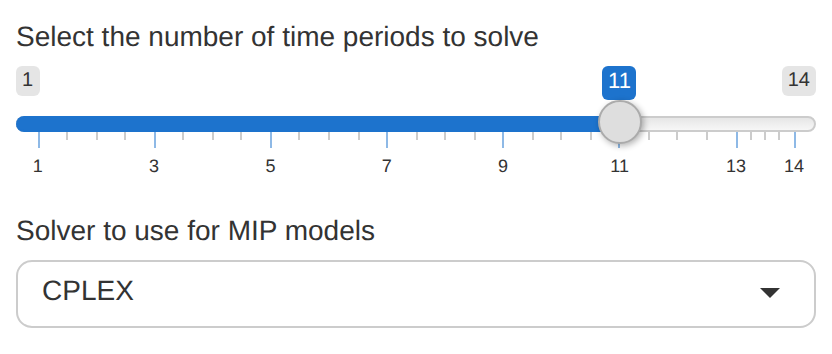 Select the number of time periods to solve
1 11 14
1 3 5 7 9 11 13 14
Solver to use for MIP models
CPLEX